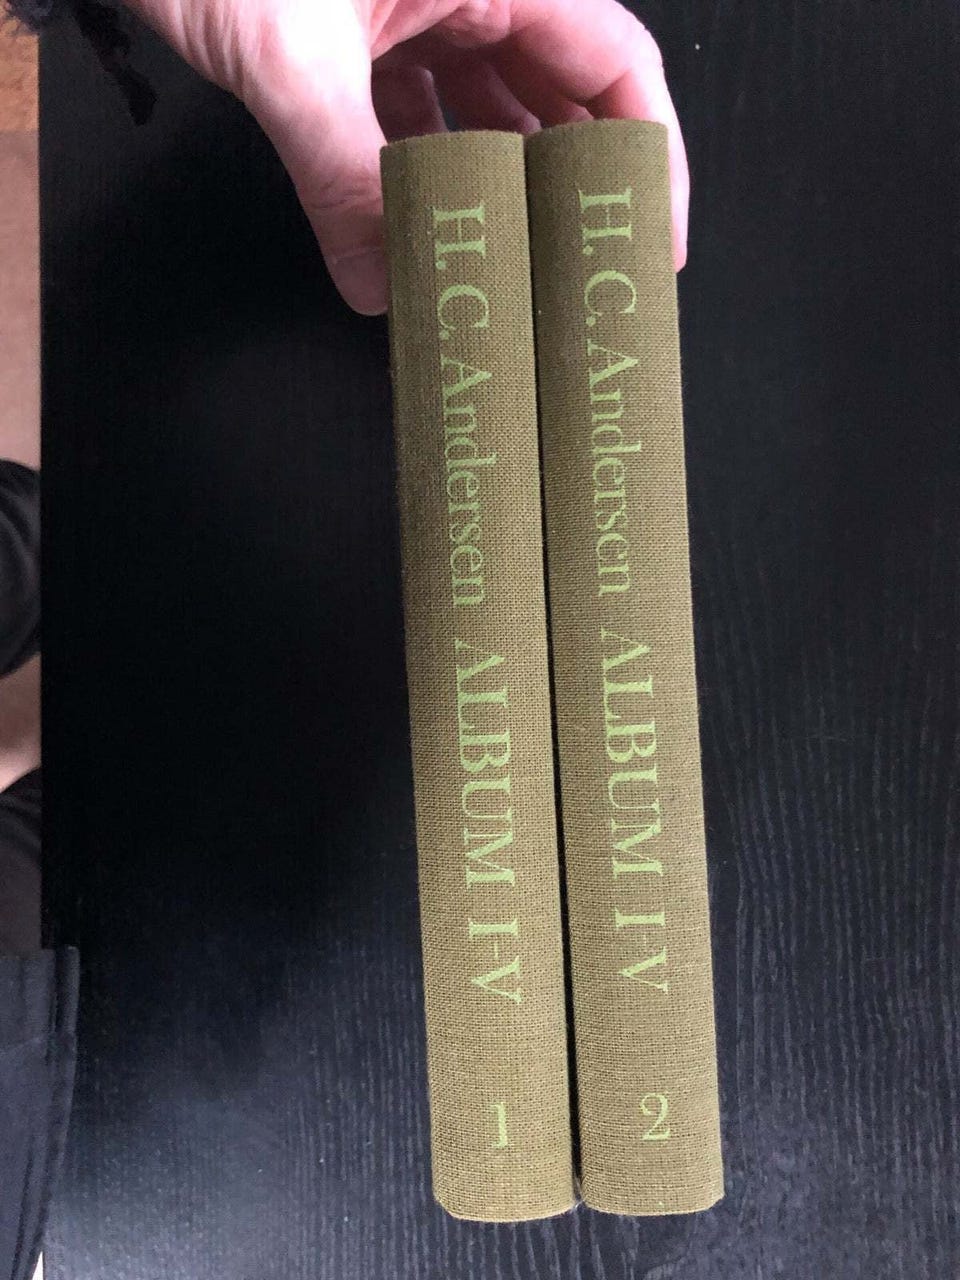 H. C. Andersen ALBUM I-V 1
H. C. Andersen ALBUM I-V 2